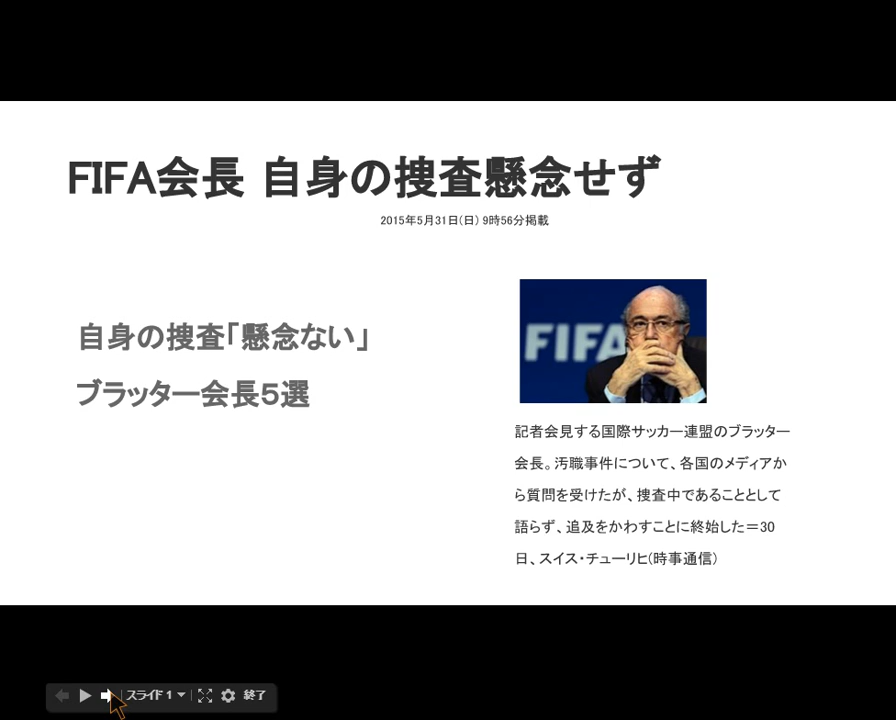 FIFA会長 自身の捜査懸念せず
2015年5月31日(日) 9時56分掲載
自身の捜査「懸念ない」
ブラッター会長5選
FIFA
記者会見する国際サッカー連盟のブラッター
会長。汚職事件について、各国のメディアか
ら質問を受けたが、捜査中であることとして
語らず、追及をかわすことに終始した＝30
日、スイス・チューリヒ(時事通信)
スライド 1
終了